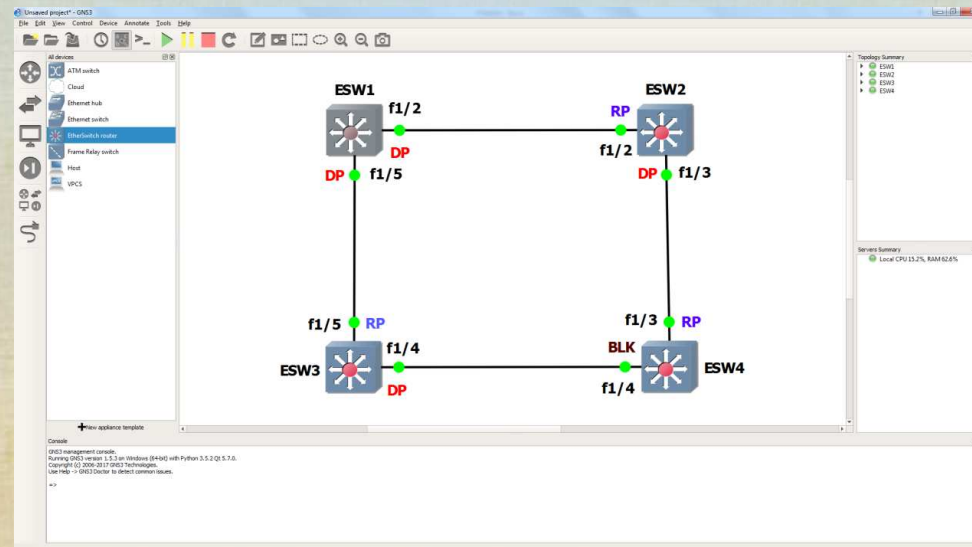 Unsaved project* - GNS3
File Edit View Control Device Annotate Tools Help
All devices
ATM switch
Cloud
Ethernet hub
Ethernet switch
EtherSwitch router
Frame Relay switch
Host
VPCS
New appliance template
ESW1
f1/2
DP
DP f1/5
RP
ESW2
f1/2
DP f1/3
f1/5 RP
f1/4
ESW3
DP
f1/3 RP
BLK
ESW4
f1/4
Topology Summary
ESW1
ESW2
ESW3
ESW4
Servers Summary
Local CPU 15.2%, RAM 62.6%
Console
GNS3 management console.
Running GNS3 version 1.5.3 on Windows (64-bit) with Python 3.5.2 Qt 5.7.0.
Copyright (c) 2006-2017 GNS3 Technologies.
Use Help -> GNS3 Doctor to detect common issues.
=>